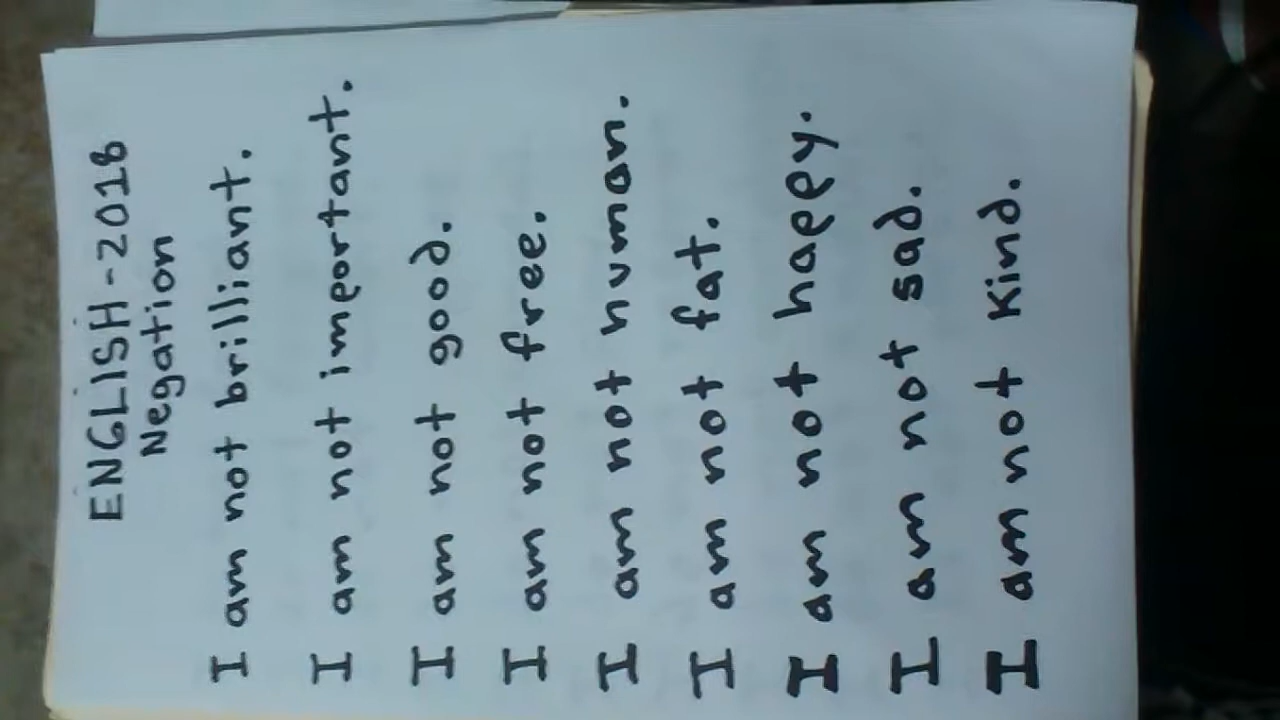 ENGLISH-2018
Negation
I am not brilliant.
I am not important.
I am not good.
I am not free.
I am not human.
I am not fat.
I am not happy.
I am not sad.
I am not Kind.